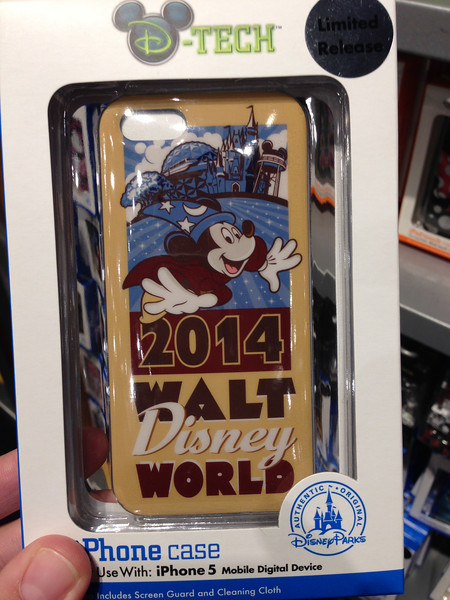 D-TECH™
Limited
Release
2014
WALT
Disney
WORLD
AUTHENTIC · ORIGINAL
Disney PARKS
iPhone case
Use With: iPhone 5 Mobile Digital Device
Includes Screen Guard and Cleaning Cloth